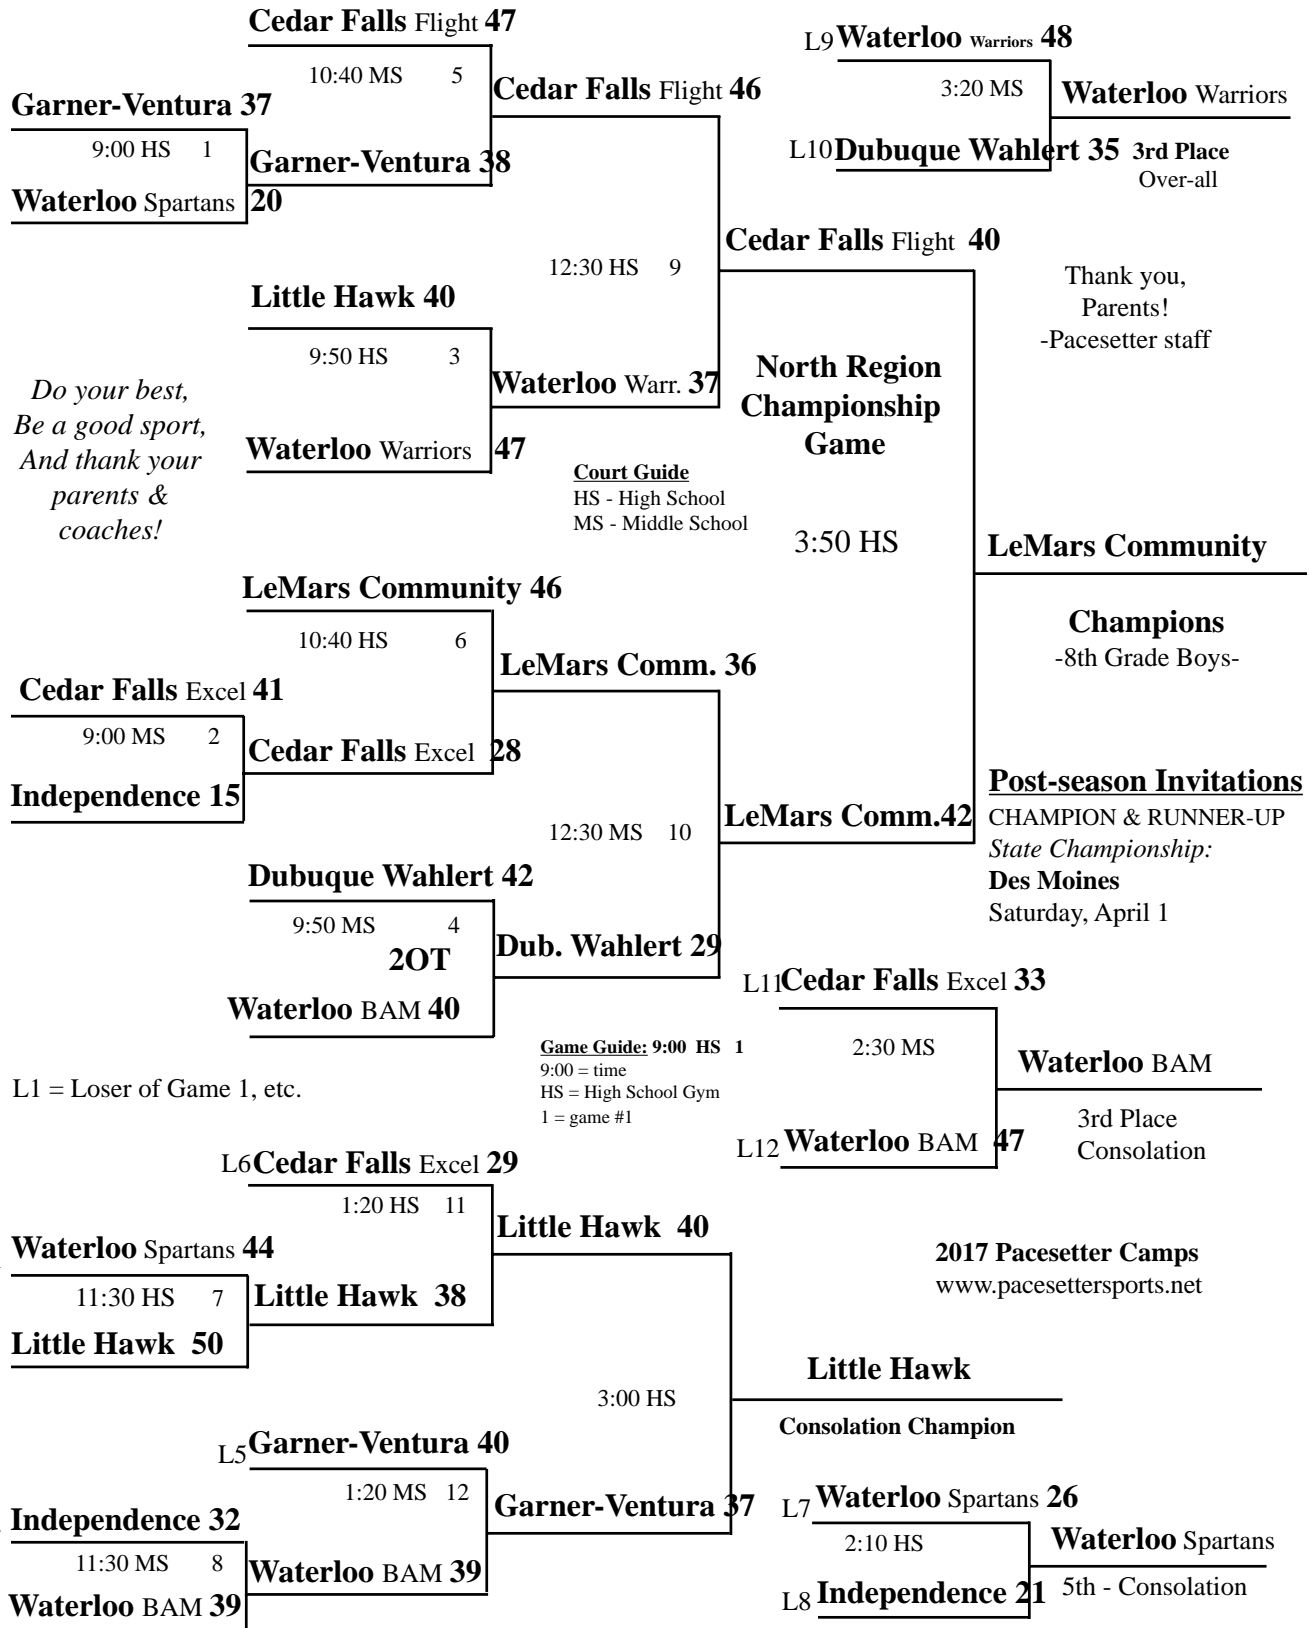 Cedar Falls Flight 47
10:40 MS 5
Garner-Ventura 37
9:00 HS 1
Waterloo Spartans 20
Garner-Ventura 38
Cedar Falls Flight 46
L9 Waterloo Warriors 48
3:20 MS
Waterloo Warriors
L10 Dubuque Wahlert 35
3rd Place
Over-all
Cedar Falls Flight 40
12:30 HS 9
Little Hawk 40
9:50 HS 3
Waterloo Warr. 37
Waterloo Warriors 47
Thank you,
Parents!
-Pacesetter staff
Do your best,
Be a good sport,
And thank your
parents &
coaches!
North Region
Championship
Game
3:50 HS
Court Guide
HS - High School
MS - Middle School
LeMars Community
Champions
-8th Grade Boys-
LeMars Community 46
10:40 HS 6
LeMars Comm. 36
Cedar Falls Excel 41
9:00 MS 2
Independence 15
Cedar Falls Excel 28
12:30 MS 10
LeMars Comm.42
Post-season Invitations
CHAMPION & RUNNER-UP
State Championship:
Des Moines
Saturday, April 1
Dubuque Wahlert 42
9:50 MS 4
2OT
Dub. Wahlert 29
Waterloo BAM 40
L11 Cedar Falls Excel 33
2:30 MS
Waterloo BAM
L12 Waterloo BAM 47
3rd Place
Consolation
Game Guide: 9:00 HS 1
9:00 = time
HS = High School Gym
1 = game #1
L1 = Loser of Game 1, etc.
L6 Cedar Falls Excel 29
1:20 HS 11
Little Hawk 40
Waterloo Spartans 44
11:30 HS 7
Little Hawk 50
Little Hawk 38
2017 Pacesetter Camps
www.pacesettersports.net
3:00 HS
Little Hawk
Consolation Champion
L5 Garner-Ventura 40
1:20 MS 12
Garner-Ventura 37
Independence 32
11:30 MS 8
Waterloo BAM 39
Waterloo BAM 39
L7 Waterloo Spartans 26
2:10 HS
Waterloo Spartans
L8 Independence 21
5th - Consolation